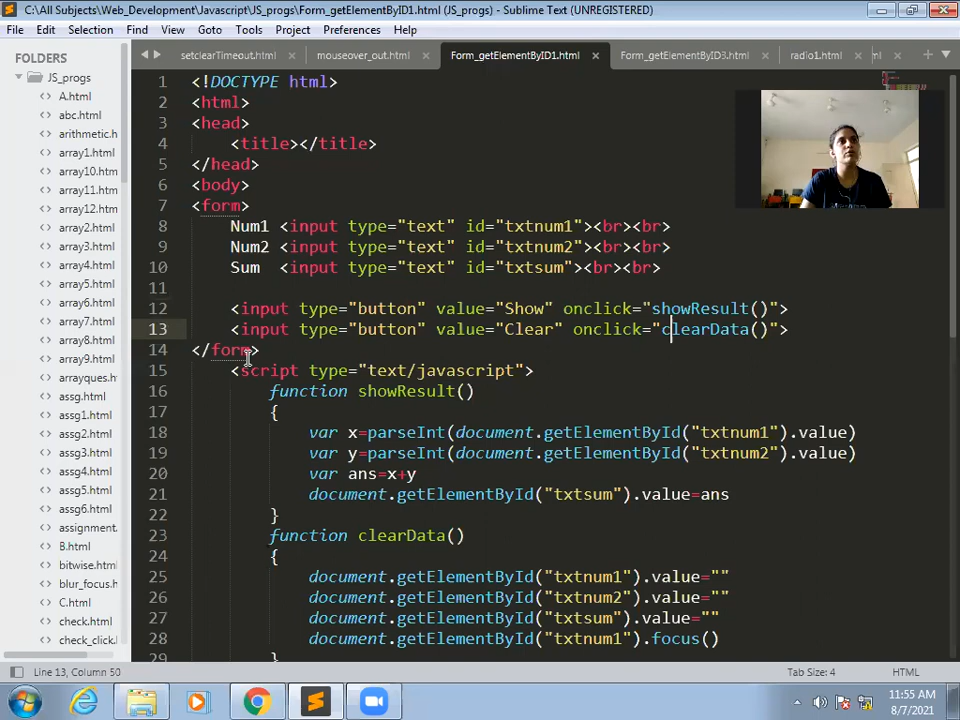 C:\All Subjects\Web_Development\Javascript\JS_progs\Form_getElementByID1.html (JS_progs) - Sublime Text (UNREGISTERED)
File Edit Selection Find View Goto Tools Project Preferences Help
FOLDERS
JS_progs
A.html
abc.html
arithmetic.h
array1.html
array10.htm
array11.htm
array12.htm
array2.html
array3.html
array4.html
array5.html
array6.html
array7.html
array8.html
array9.html
arrayques.ht
assg.html
assg1.html
assg2.html
assg3.html
assg4.html
assg5.html
assg6.html
assignment.
B.html
bitwise.html
blur_focus.h
C.html
check.html
check_click.
setclearTimeout.html × mouseover_out.html × Form_getElementByID1.html × Form_getElementByID3.html × radio1.html × ml ×
1 <!DOCTYPE html>
2 <html>
3 <head>
4 <title></title>
5 </head>
6 <body>
7 <form>
8 Num1 <input type="text" id="txtnum1"><br><br>
9 Num2 <input type="text" id="txtnum2"><br><br>
10 Sum <input type="text" id="txtsum"><br><br>
11
12 <input type="button" value="Show" onclick="showResult()">
13 <input type="button" value="Clear" onclick="clearData()">
14 </form>
15 <script type="text/javascript">
16 function showResult()
17 {
18 var x=parseInt(document.getElementById("txtnum1").value)
19 var y=parseInt(document.getElementById("txtnum2").value)
20 var ans=x+y
21 document.getElementById("txtsum").value=ans
22 }
23 function clearData()
24 {
25 document.getElementById("txtnum1").value=""
26 document.getElementById("txtnum2").value=""
27 document.getElementById("txtsum").value=""
28 document.getElementById("txtnum1").focus()
29 }
Line 13, Column 50 Tab Size: 4 HTML
11:55 AM
8/7/2021